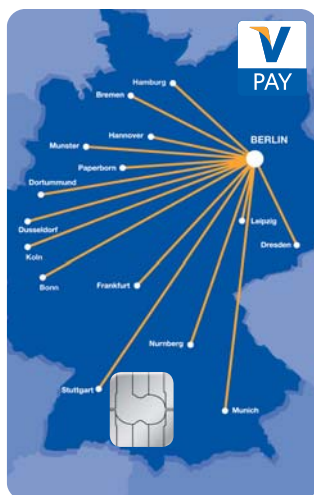 V
PAY
Hamburg
Bremen
Hannover
BERLIN
Munster
Paperborn
Dortummund
Leipzig
Dusseldorf
Dresden
Koln
Bonn
Frankfurt
Nurnberg
Stuttgart
Munich